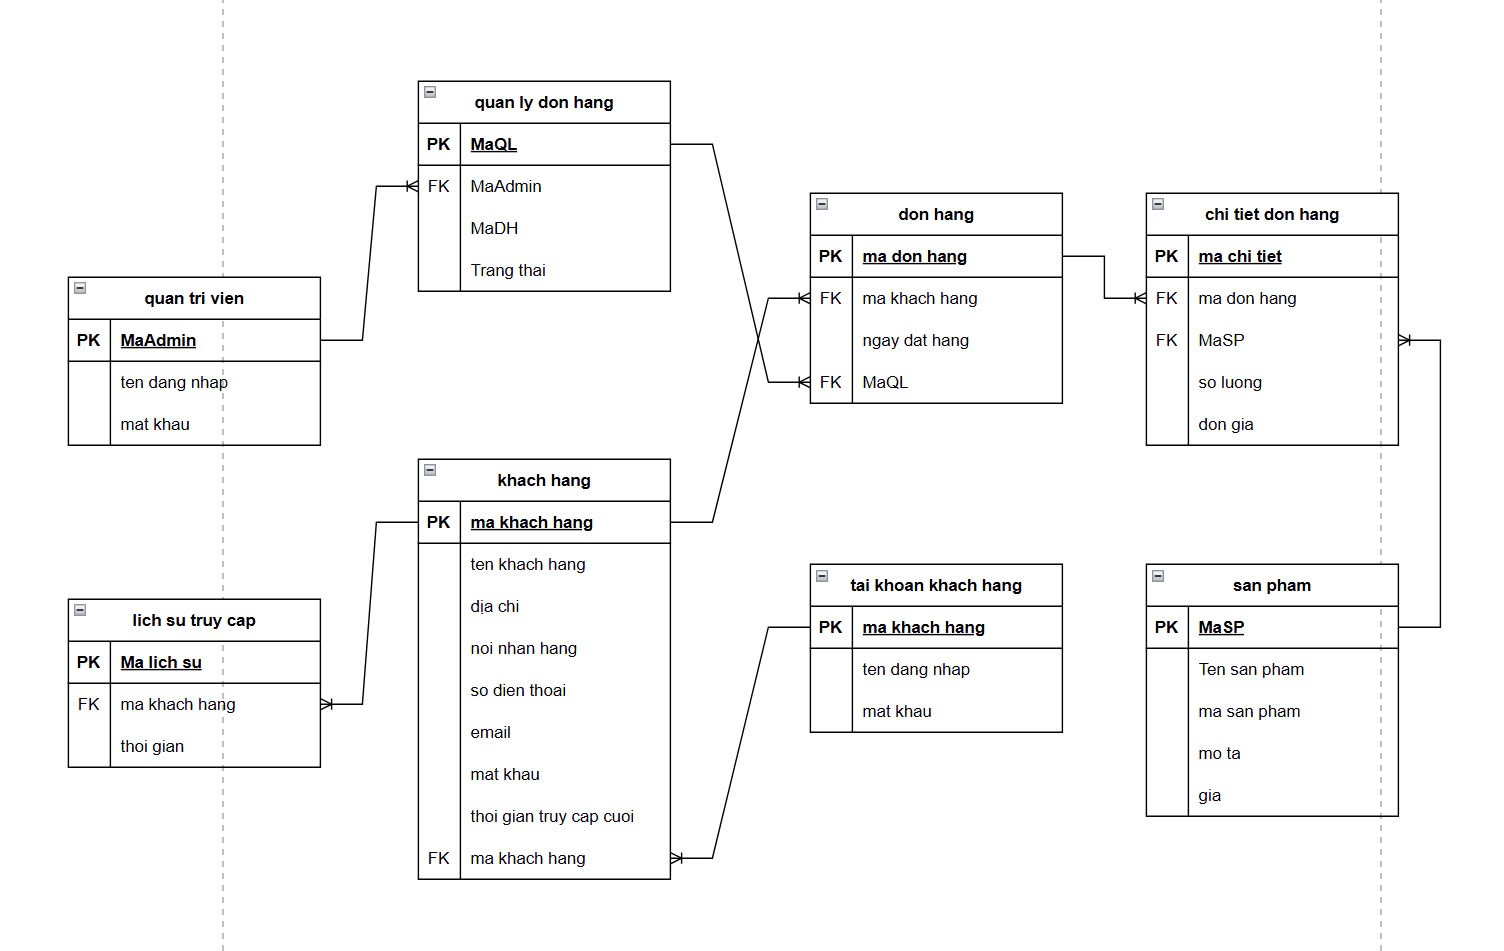 quan ly don hang
PK MaQL
FK MaAdmin
MaDH
Trang thai
quan tri vien
PK MaAdmin
ten dang nhap
mat khau
don hang
PK ma don hang
FK ma khach hang
ngay dat hang
FK MaQL
chi tiet don hang
PK ma chi tiet
FK ma don hang
FK MaSP
so luong
don gia
khach hang
PK ma khach hang
ten khach hang
dịa chi
noi nhan hang
so dien thoai
email
mat khau
thoi gian truy cap cuoi
FK ma khach hang
lich su truy cap
PK Ma lich su
FK ma khach hang
thoi gian
tai khoan khach hang
PK ma khach hang
ten dang nhap
mat khau
san pham
PK MaSP
Ten san pham
ma san pham
mo ta
gia